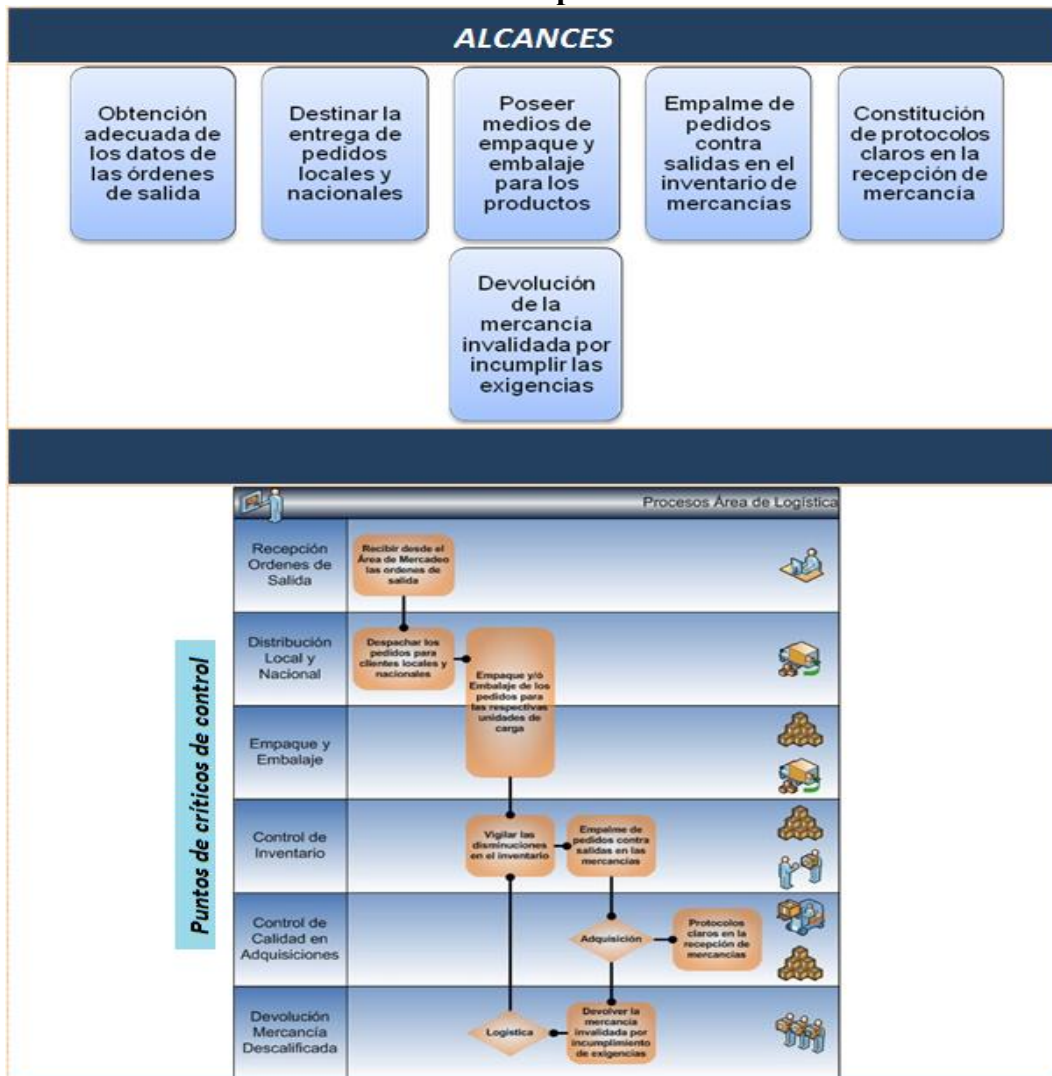 ALCANCES
Obtención
adecuada de
los datos de
las órdenes
de salida
Destinar la
entrega de
pedidos
locales y
nacionales
Poseer
medios de
empaque y
embalaje
para los
productos
Empalme de
pedidos
contra
salidas en el
inventario de
mercancías
Constitución
de protocolos
claros en la
recepción de
mercancía
Devolución
de la
mercancía
invalidada por
incumplir las
exigencias
Puntos de críticos de control
Procesos Área de Logística
Recepción
Ordenes de
Salida
Recibir desde el
Área de Mercadeo
las ordenes de
salida
Distribución
Local y
Nacional
Despachar los
pedidos para
clientes locales y
nacionales
Empaque y/ó
Embalaje de los
pedidos para
las respectivas
unidades de
carga
Empaque y
Embalaje
Control de
Inventario
Vigilar las
disminuciones
en el inventario
Empalme de
pedidos contra
salidas en las
mercancías
Control de
Calidad en
Adquisiciones
Adquisición
Protocolos
claros en la
recepción de
mercancías
Devolución
Mercancía
Descalificada
Logística
Devolver la
mercancía
invalidada por
incumplimiento
de exigencias